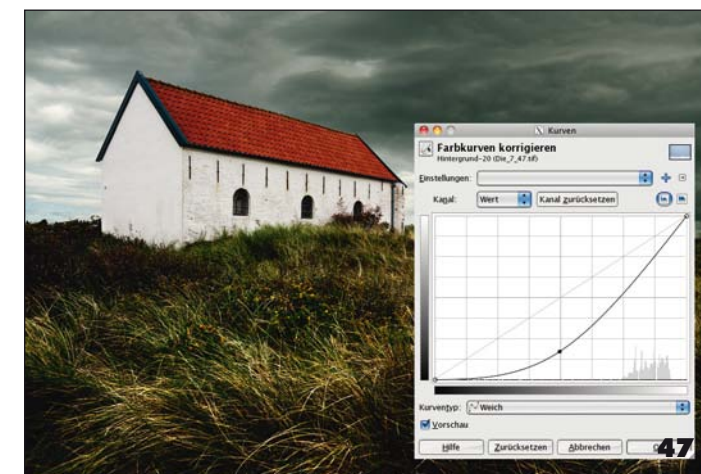 Kurven
Farbkurven korrigieren
Hintergrund-20 (Die_7_47.tif)
Einstellungen:
Kanal: Wert Kanal zurücksetzen
Kurventyp: Weich
Vorschau
Hilfe Zurücksetzen Abbrechen
47